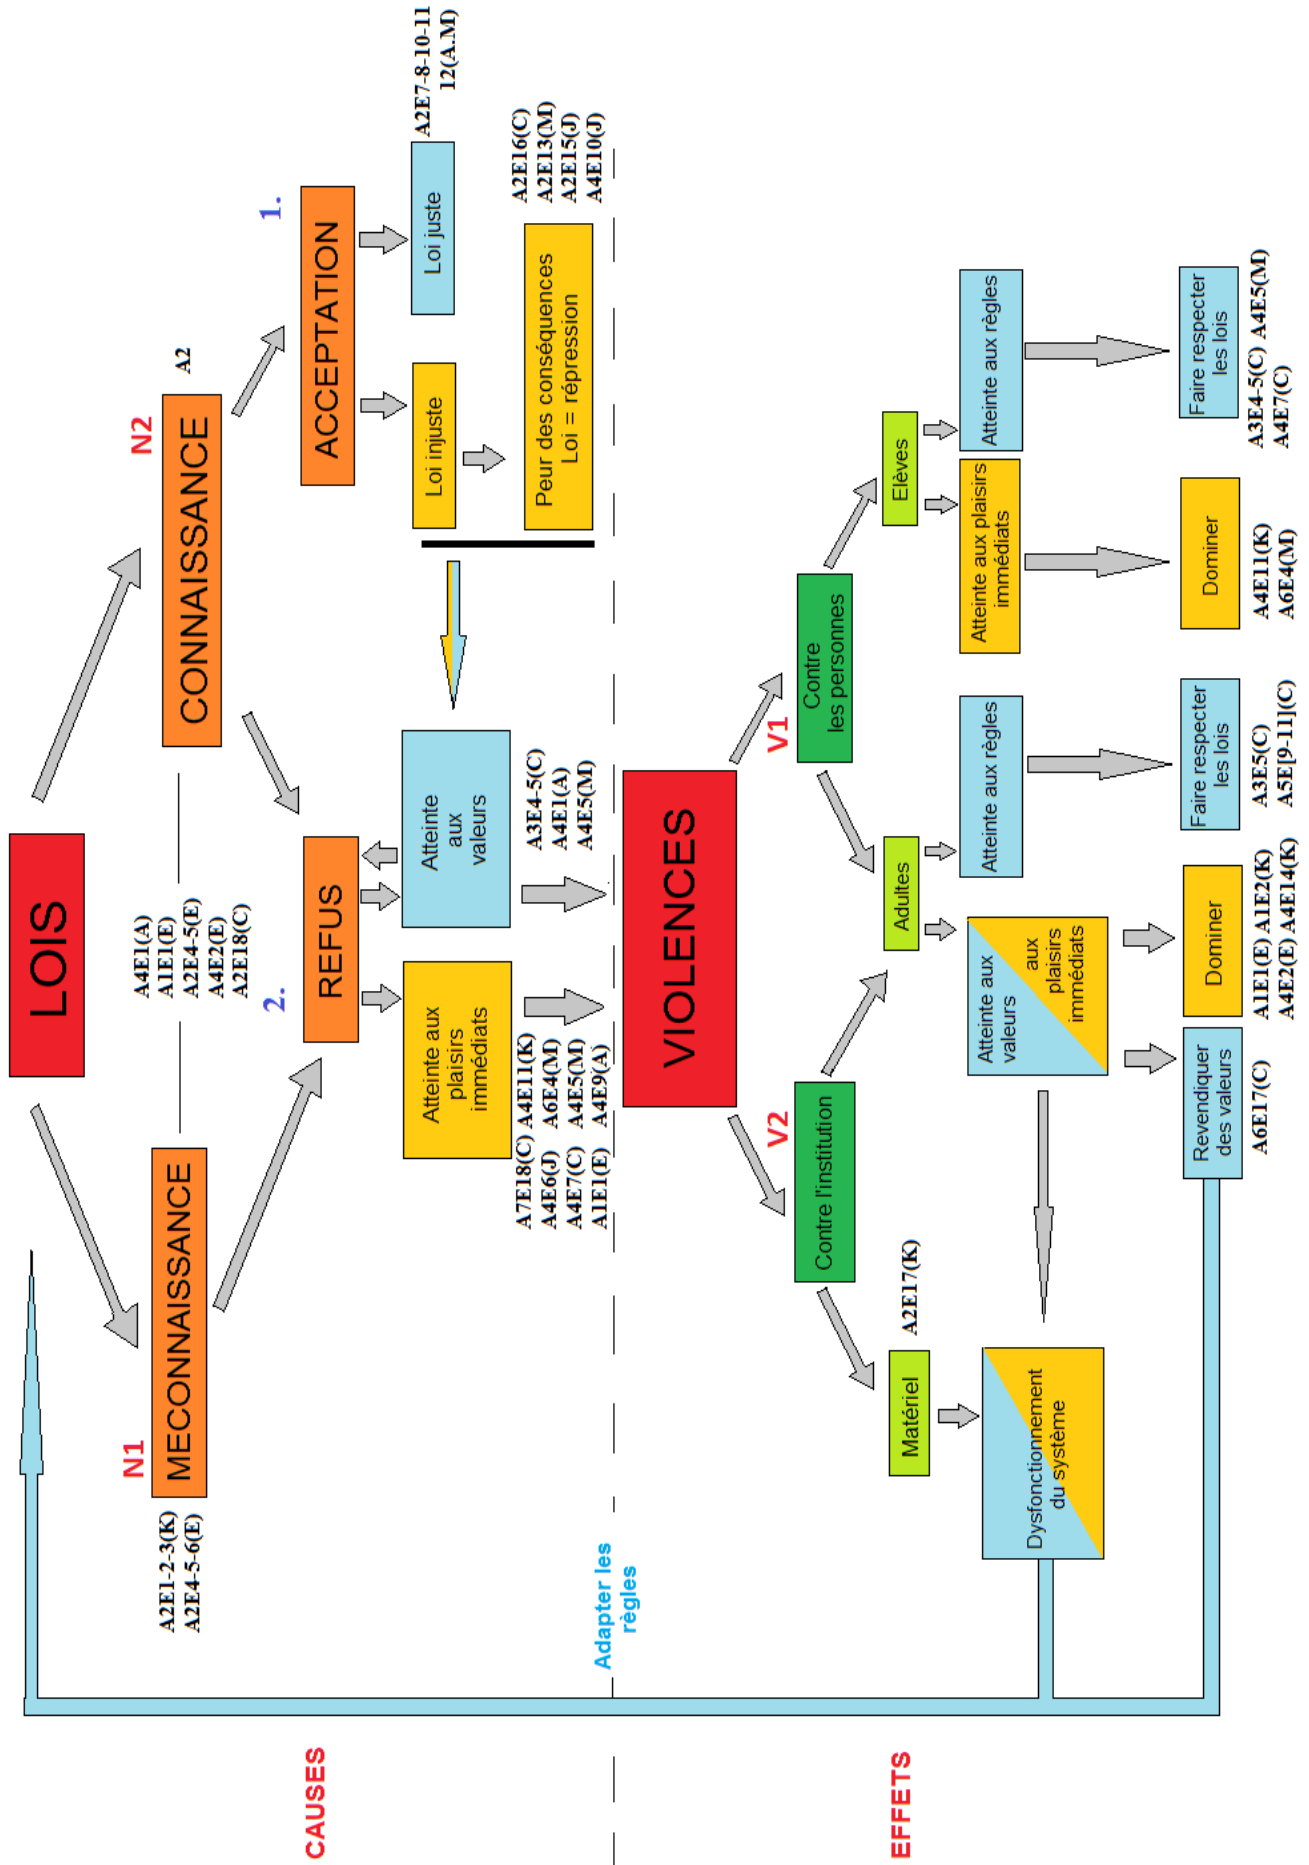 LOIS
N1
MECONNAISSANCE
A2E1-2-3(K)
A2E4-5-6(E)
A4E1(A)
A1E1(E)
A2E4-5(E)
A4E2(E)
A2E18(C)
N2
CONNAISSANCE
A2
CAUSES
2.
REFUS
1.
ACCEPTATION
Atteinte aux
plaisirs
immédiats
Atteinte
aux
valeurs
Loi injuste
Loi juste
A2E7-8-10-11
12(A.M)
Peur des conséquences
Loi = répression
A2E16(C)
A2E13(M)
A2E15(J)
A4E10(J)
A7E18(C) A4E11(K)
A4E6(J) A6E4(M)
A4E7(C) A4E5(M)
A1E1(E) A4E9(A)
A3E4-5(C)
A4E1(A)
A4E5(M)
Adapter les
règles
VIOLENCES
V2
Contre l'institution
V1
Contre
les personnes
EFFETS
Matériel
A2E17(K)
Adultes
Elèves
Dysfonctionnement
du système
Atteinte aux
valeurs
aux
plaisirs
immédiats
Atteinte aux règles
Atteinte aux plaisirs
immédiats
Atteinte aux règles
Revendiquer
des valeurs
A6E17(C)
Dominer
A1E1(E) A1E2(K)
A4E2(E) A4E14(K)
Faire respecter
les lois
A3E5(C)
A5E[9-11](C)
Dominer
A4E11(K)
A6E4(M)
Faire respecter
les lois
A3E4-5(C) A4E5(M)
A4E7(C)